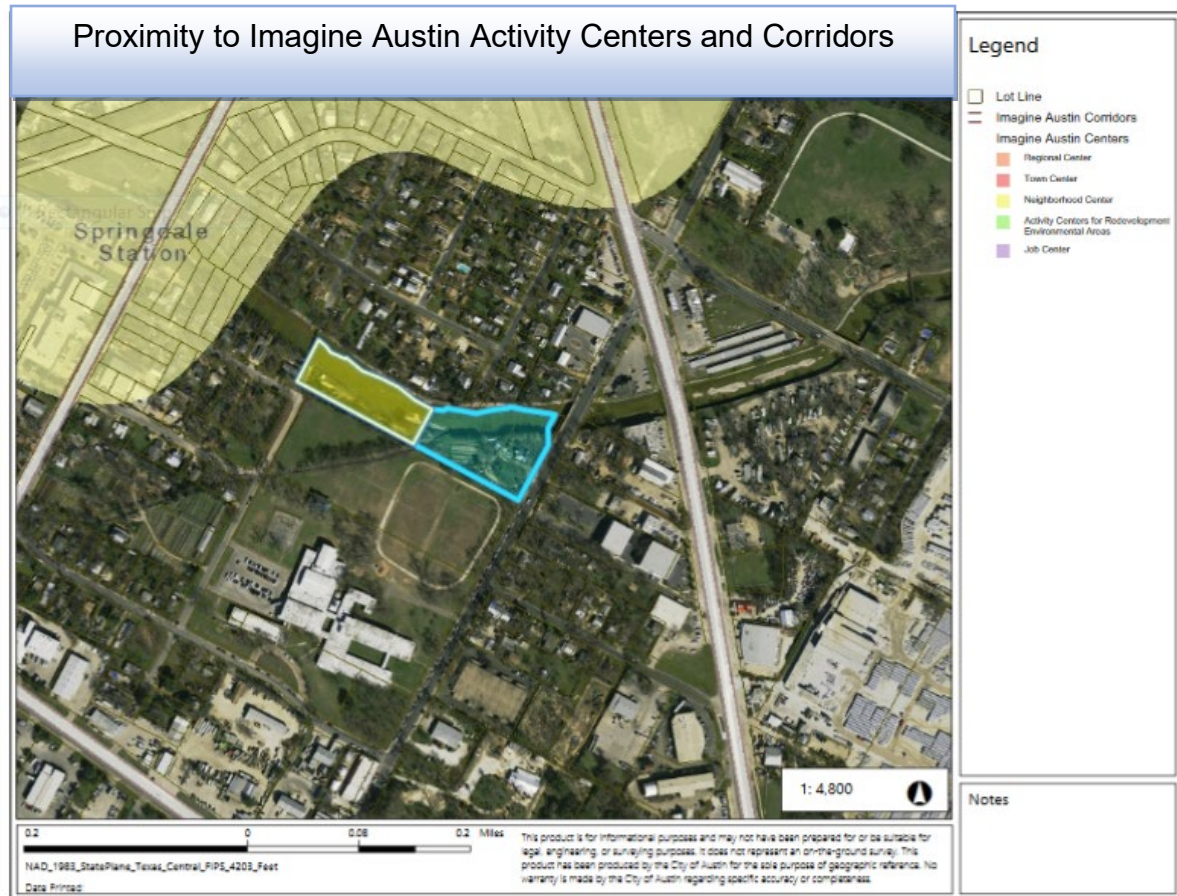 Proximity to Imagine Austin Activity Centers and Corridors
Legend
Lot Line
Imagine Austin Corridors
Imagine Austin Centers
Regional Center
Town Center
Neighborhood Center
Activity Centers for Redevelopment
Environmental Areas
Job Center
Rectangular
Springdale
Station
1: 4,800
Notes
0.2 0 0.08 0.2 Miles
NAD_1983_StatePlane_Texas_Central_FIPS_4203_Feet
Date Printed:
This product is for informational purposes and may not have been prepared for or be suitable for
legal, engineering, or surveying purposes. It does not represent an on-the-ground survey. This
product has been produced by the City of Austin for the sole purpose of geographic reference. No
warranty is made by the City of Austin regarding specific accuracy or completeness.